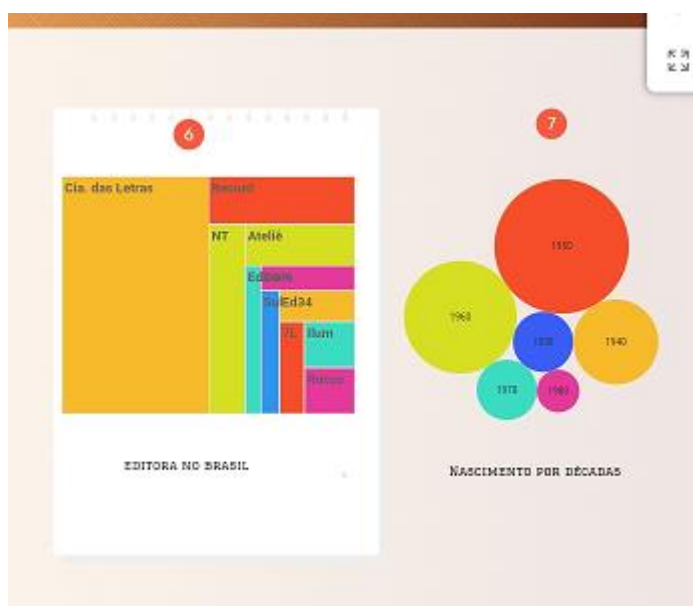 6
Cia. das Letras
Record
NT
Ateliê
Ed34
7L
Ilum
Rocco
EDITORA NO BRASIL
7
1950
1960
1940
1970
1980
NASCIMENTO POR DÉCADAS